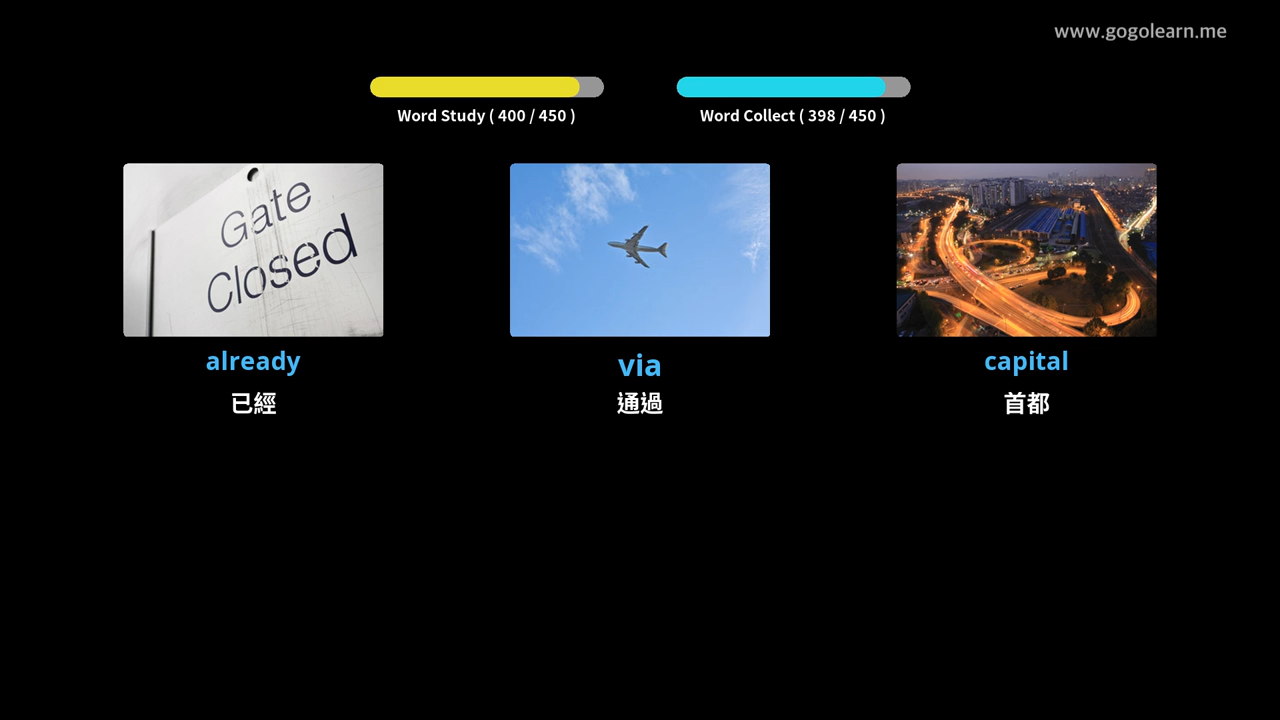 www.gogolearn.me
Word Study ( 400 / 450 )
Word Collect ( 398 / 450 )
Gate
Closed
already
via
capital
已經
通過
首都